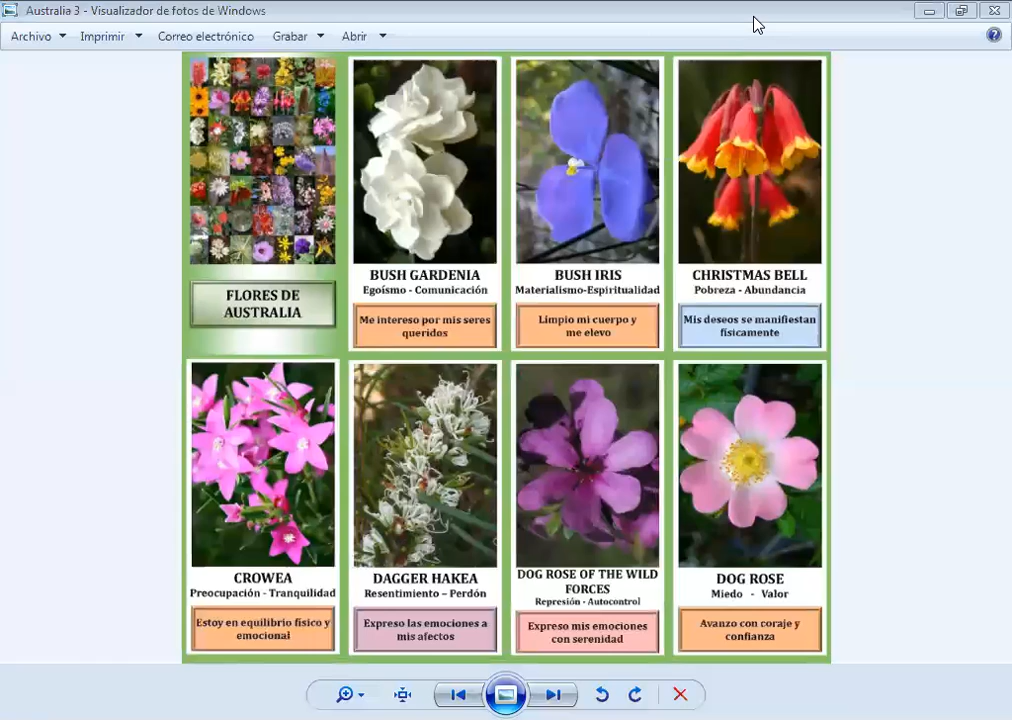 Australia 3 - Visualizador de fotos de Windows
Archivo Imprimir Correo electrónico Grabar Abrir
FLORES DE
AUSTRALIA
BUSH GARDENIA
Egoísmo - Comunicación
Me intereso por mis seres
queridos
BUSH IRIS
Materialismo-Espiritualidad
Limpio mi cuerpo y
me elevo
CHRISTMAS BELL
Pobreza - Abundancia
Mis deseos se manifiestan
físicamente
CROWEA
Preocupación - Tranquilidad
Estoy en equilibrio físico y
emocional
DAGGER HAKEA
Resentimiento – Perdón
Expreso las emociones a
mis afectos
DOG ROSE OF THE WILD
FORCES
Represión - Autocontrol
Expreso mis emociones
con serenidad
DOG ROSE
Miedo - Valor
Avanzo con coraje y
confianza